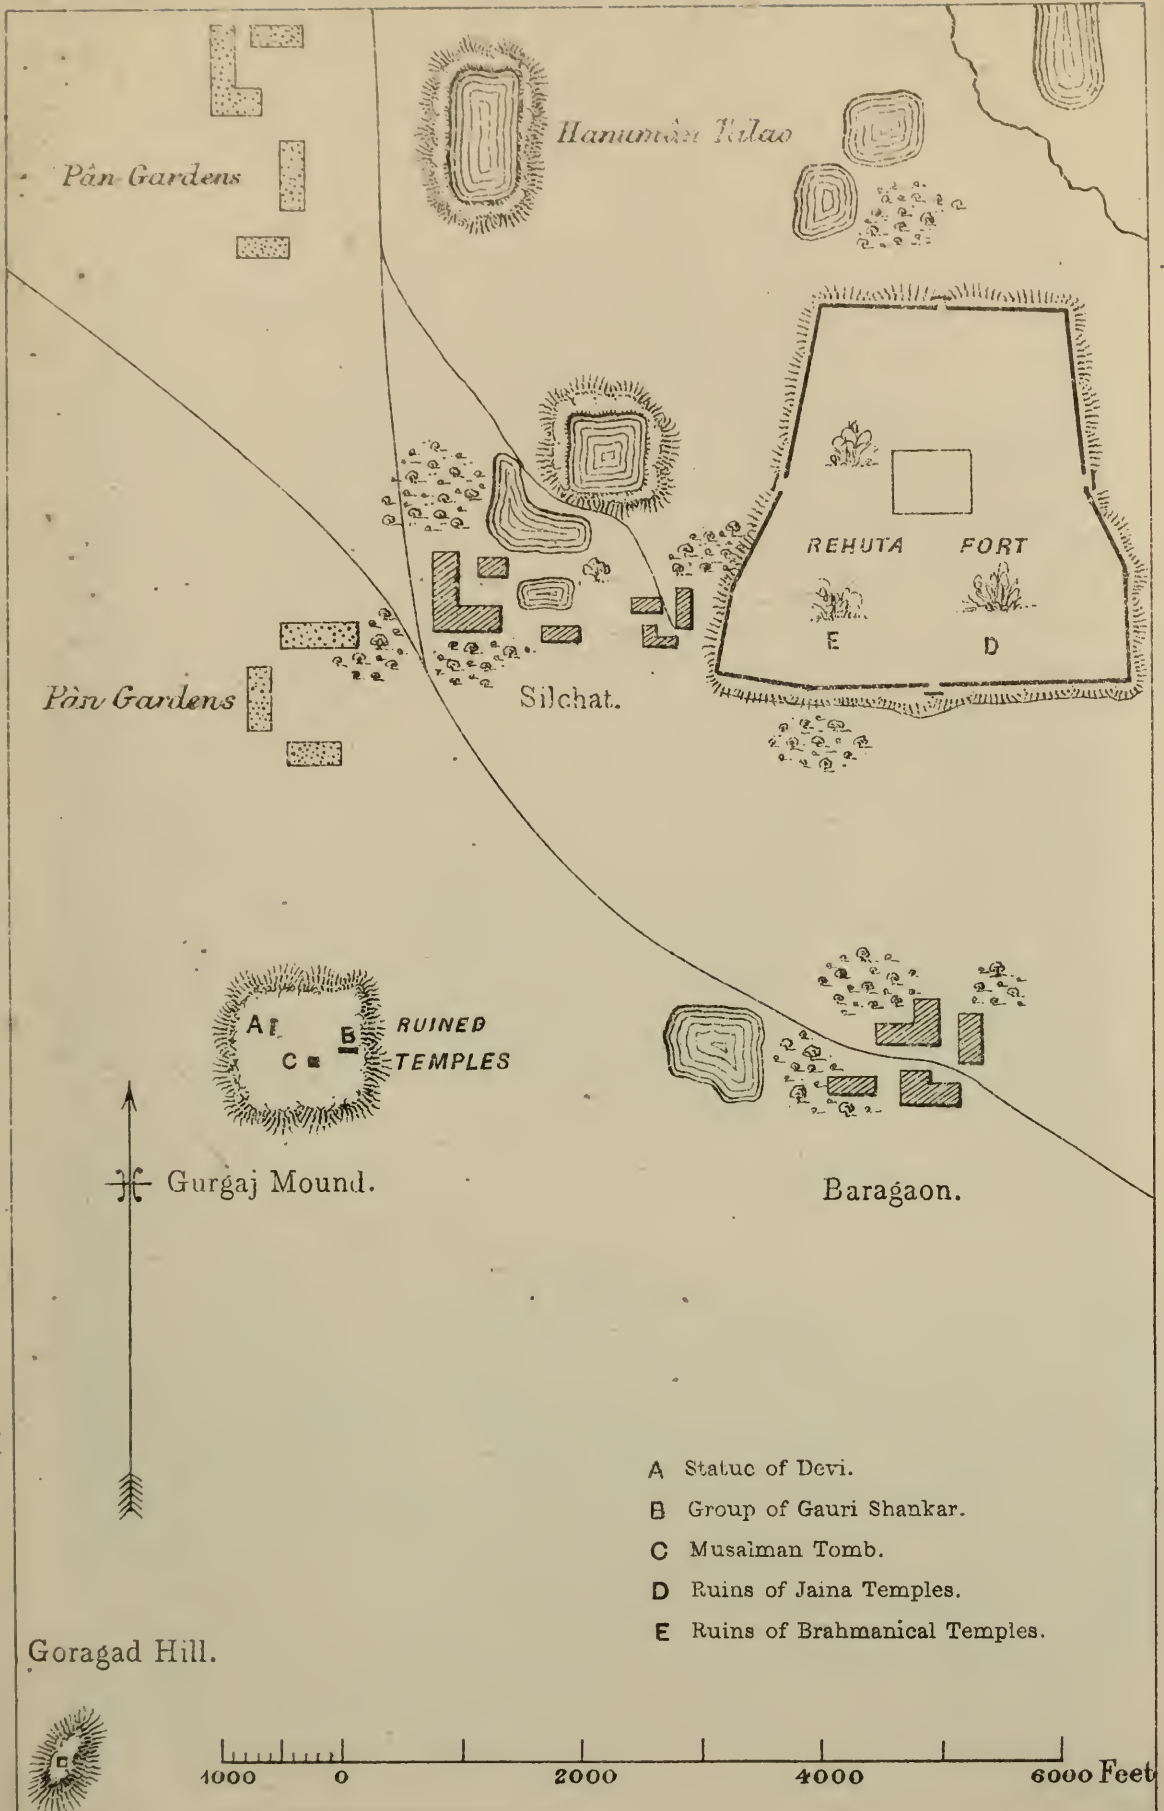 Hanumân Talao
Pân Gardens
REHUTA FORT
E D
Pân Gardens
Silchat.
A B RUINED
C TEMPLES
Gurgaj Mound.
Baragaon.
A Statue of Devi.
B Group of Gauri Shankar.
C Musalman Tomb.
D Ruins of Jaina Temples.
E Ruins of Brahmanical Temples.
Goragad Hill.
1000 0 2000 4000 6000 Feet